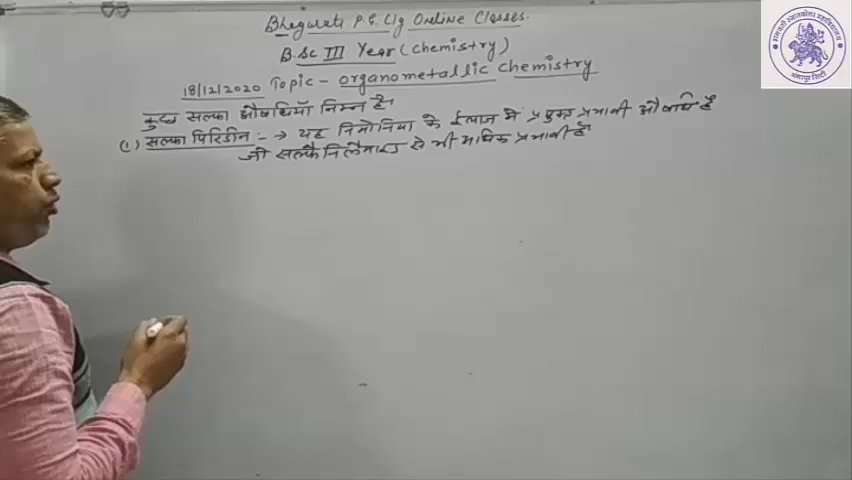 Bhagwati P.G. Clg Online Classes.
B.Sc III Year (Chemistry)
18/12/2020 Topic - organometallic Chemistry
कुछ सल्फा औषधियाँ निम्न है।
(1) सल्फा पिरिडीन :- → यह निमोनिया के ईलाज में प्रयुक्त प्रभावी औषधि है
जो सल्फैनिलैमाइड से भी अधिक प्रभावी है